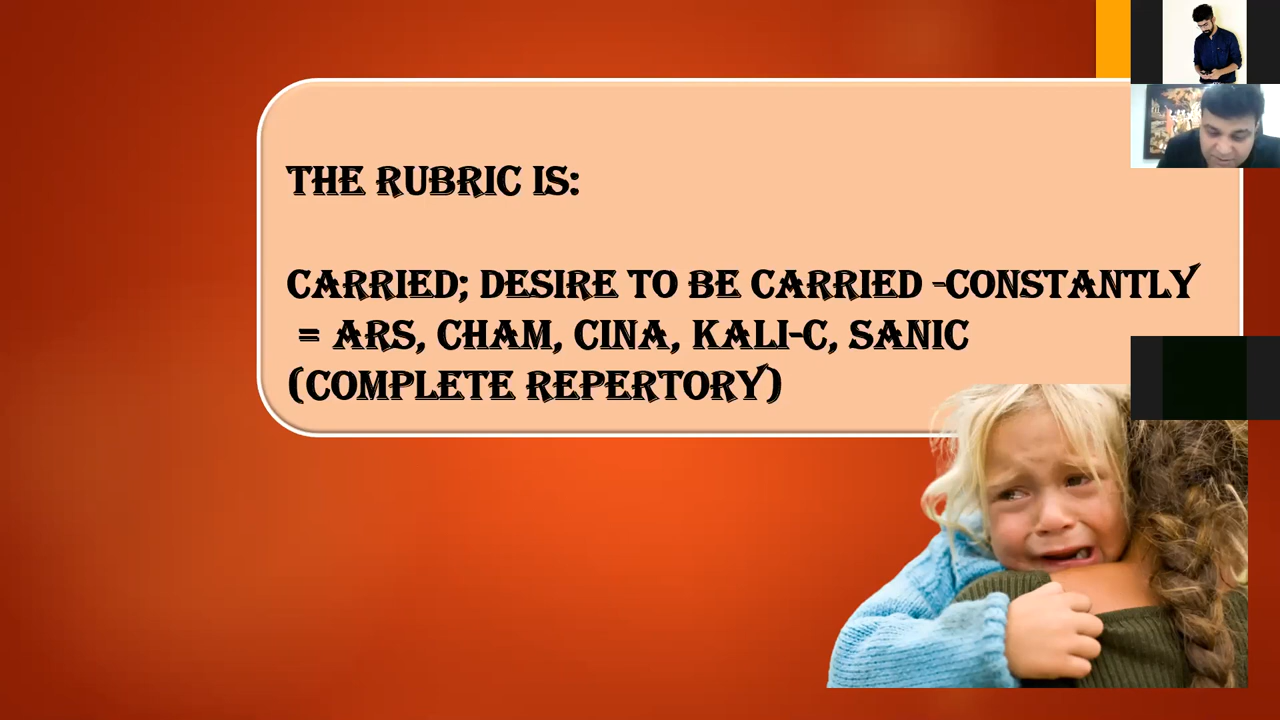 THE RUBRIC IS:
CARRIED; DESIRE TO BE CARRIED -CONSTANTLY
= ARS, CHAM, CINA, KALI-C, SANIC
(COMPLETE REPERTORY)